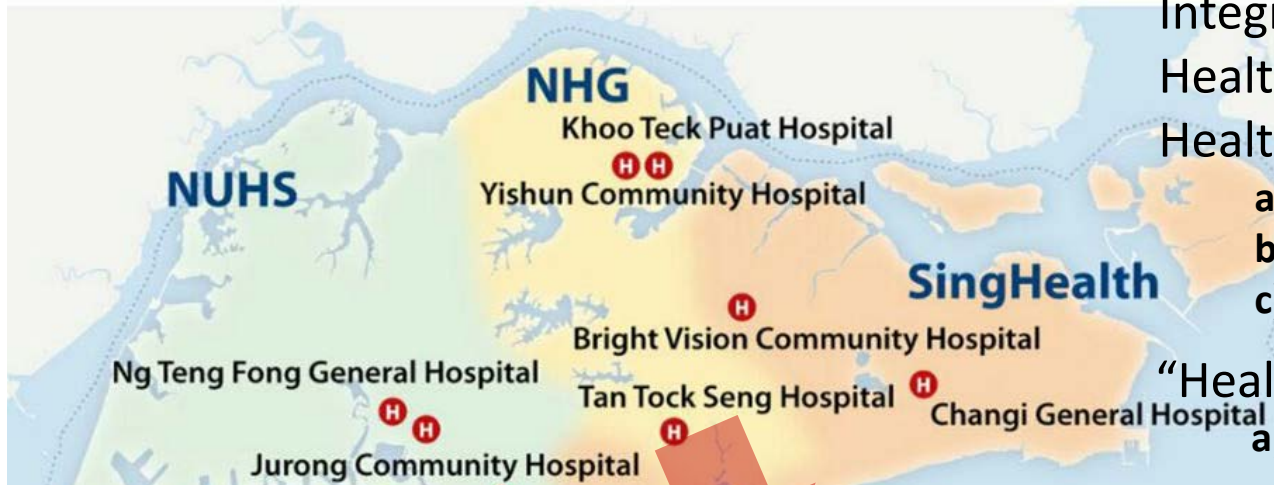 NHG
Khoo Teck Puat Hospital
H H
Yishun Community Hospital
NUHS
SingHealth
H
Bright Vision Community Hospital
Ng Teng Fong General Hospital
H
H
Tan Tock Seng Hospital
H
H
Changi General Hospital
Jurong Community Hospital
a
b
c
a